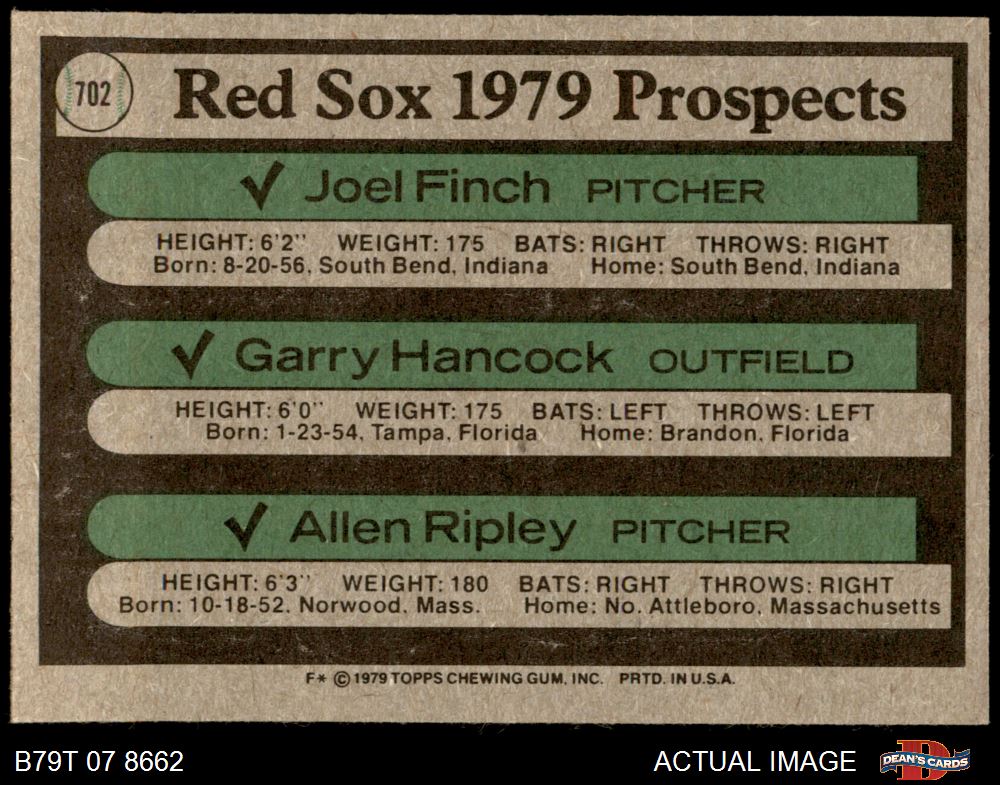 702
Red Sox 1979 Prospects
✓ Joel Finch PITCHER
HEIGHT: 6'2" WEIGHT: 175 BATS: RIGHT THROWS: RIGHT
Born: 8-20-56, South Bend, Indiana Home: South Bend, Indiana
✓ Garry Hancock OUTFIELD
HEIGHT: 6'0" WEIGHT: 175 BATS: LEFT THROWS: LEFT
Born: 1-23-54, Tampa, Florida Home: Brandon, Florida
✓ Allen Ripley PITCHER
HEIGHT: 6'3" WEIGHT: 180 BATS: RIGHT THROWS: RIGHT
Born: 10-18-52, Norwood, Mass. Home: No. Attleboro, Massachusetts
F* © 1979 TOPPS CHEWING GUM, INC. PRTD. IN U.S.A.
B79T 07 8662 ACTUAL IMAGE D DEAN'S CARDS